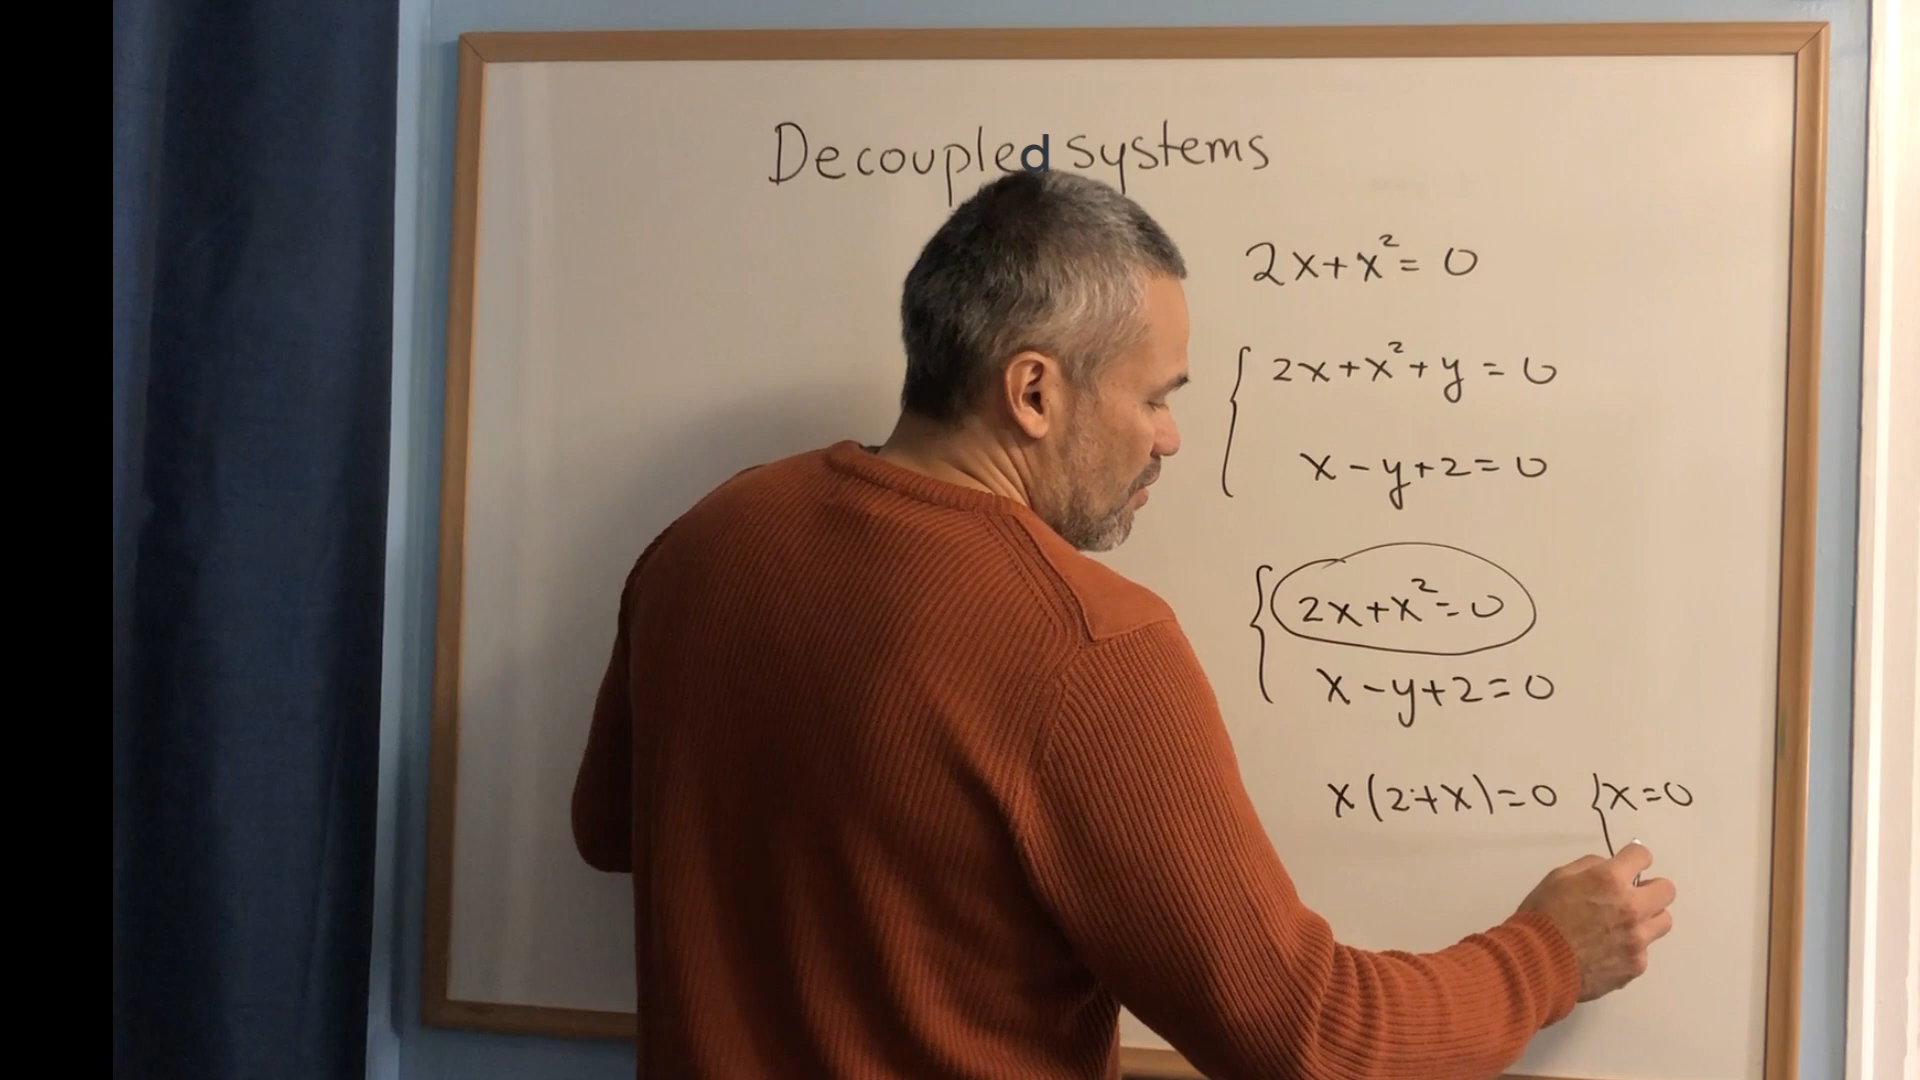 Decoupled systems
2x+x²=0
2x+x²+y=0
x-y+2=0
2x+x²=0
x-y+2=0
x(2+x)=0 {x=0